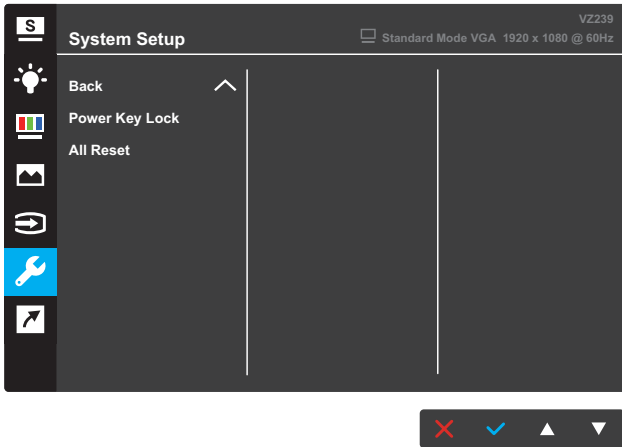 S
VZ239
System Setup
Standard Mode VGA 1920 x 1080 @ 60Hz
Back
Power Key Lock
All Reset